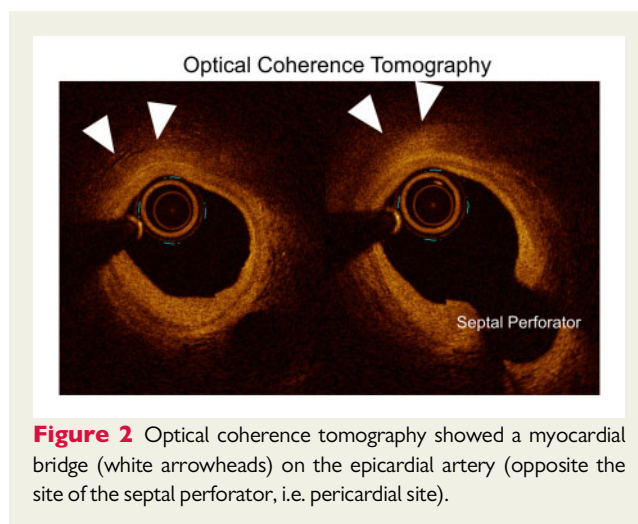 Optical Coherence Tomography
Septal Perforator
Figure 2 Optical coherence tomography showed a myocardial
bridge (white arrowheads) on the epicardial artery (opposite the
site of the septal perforator, i.e. pericardial site).